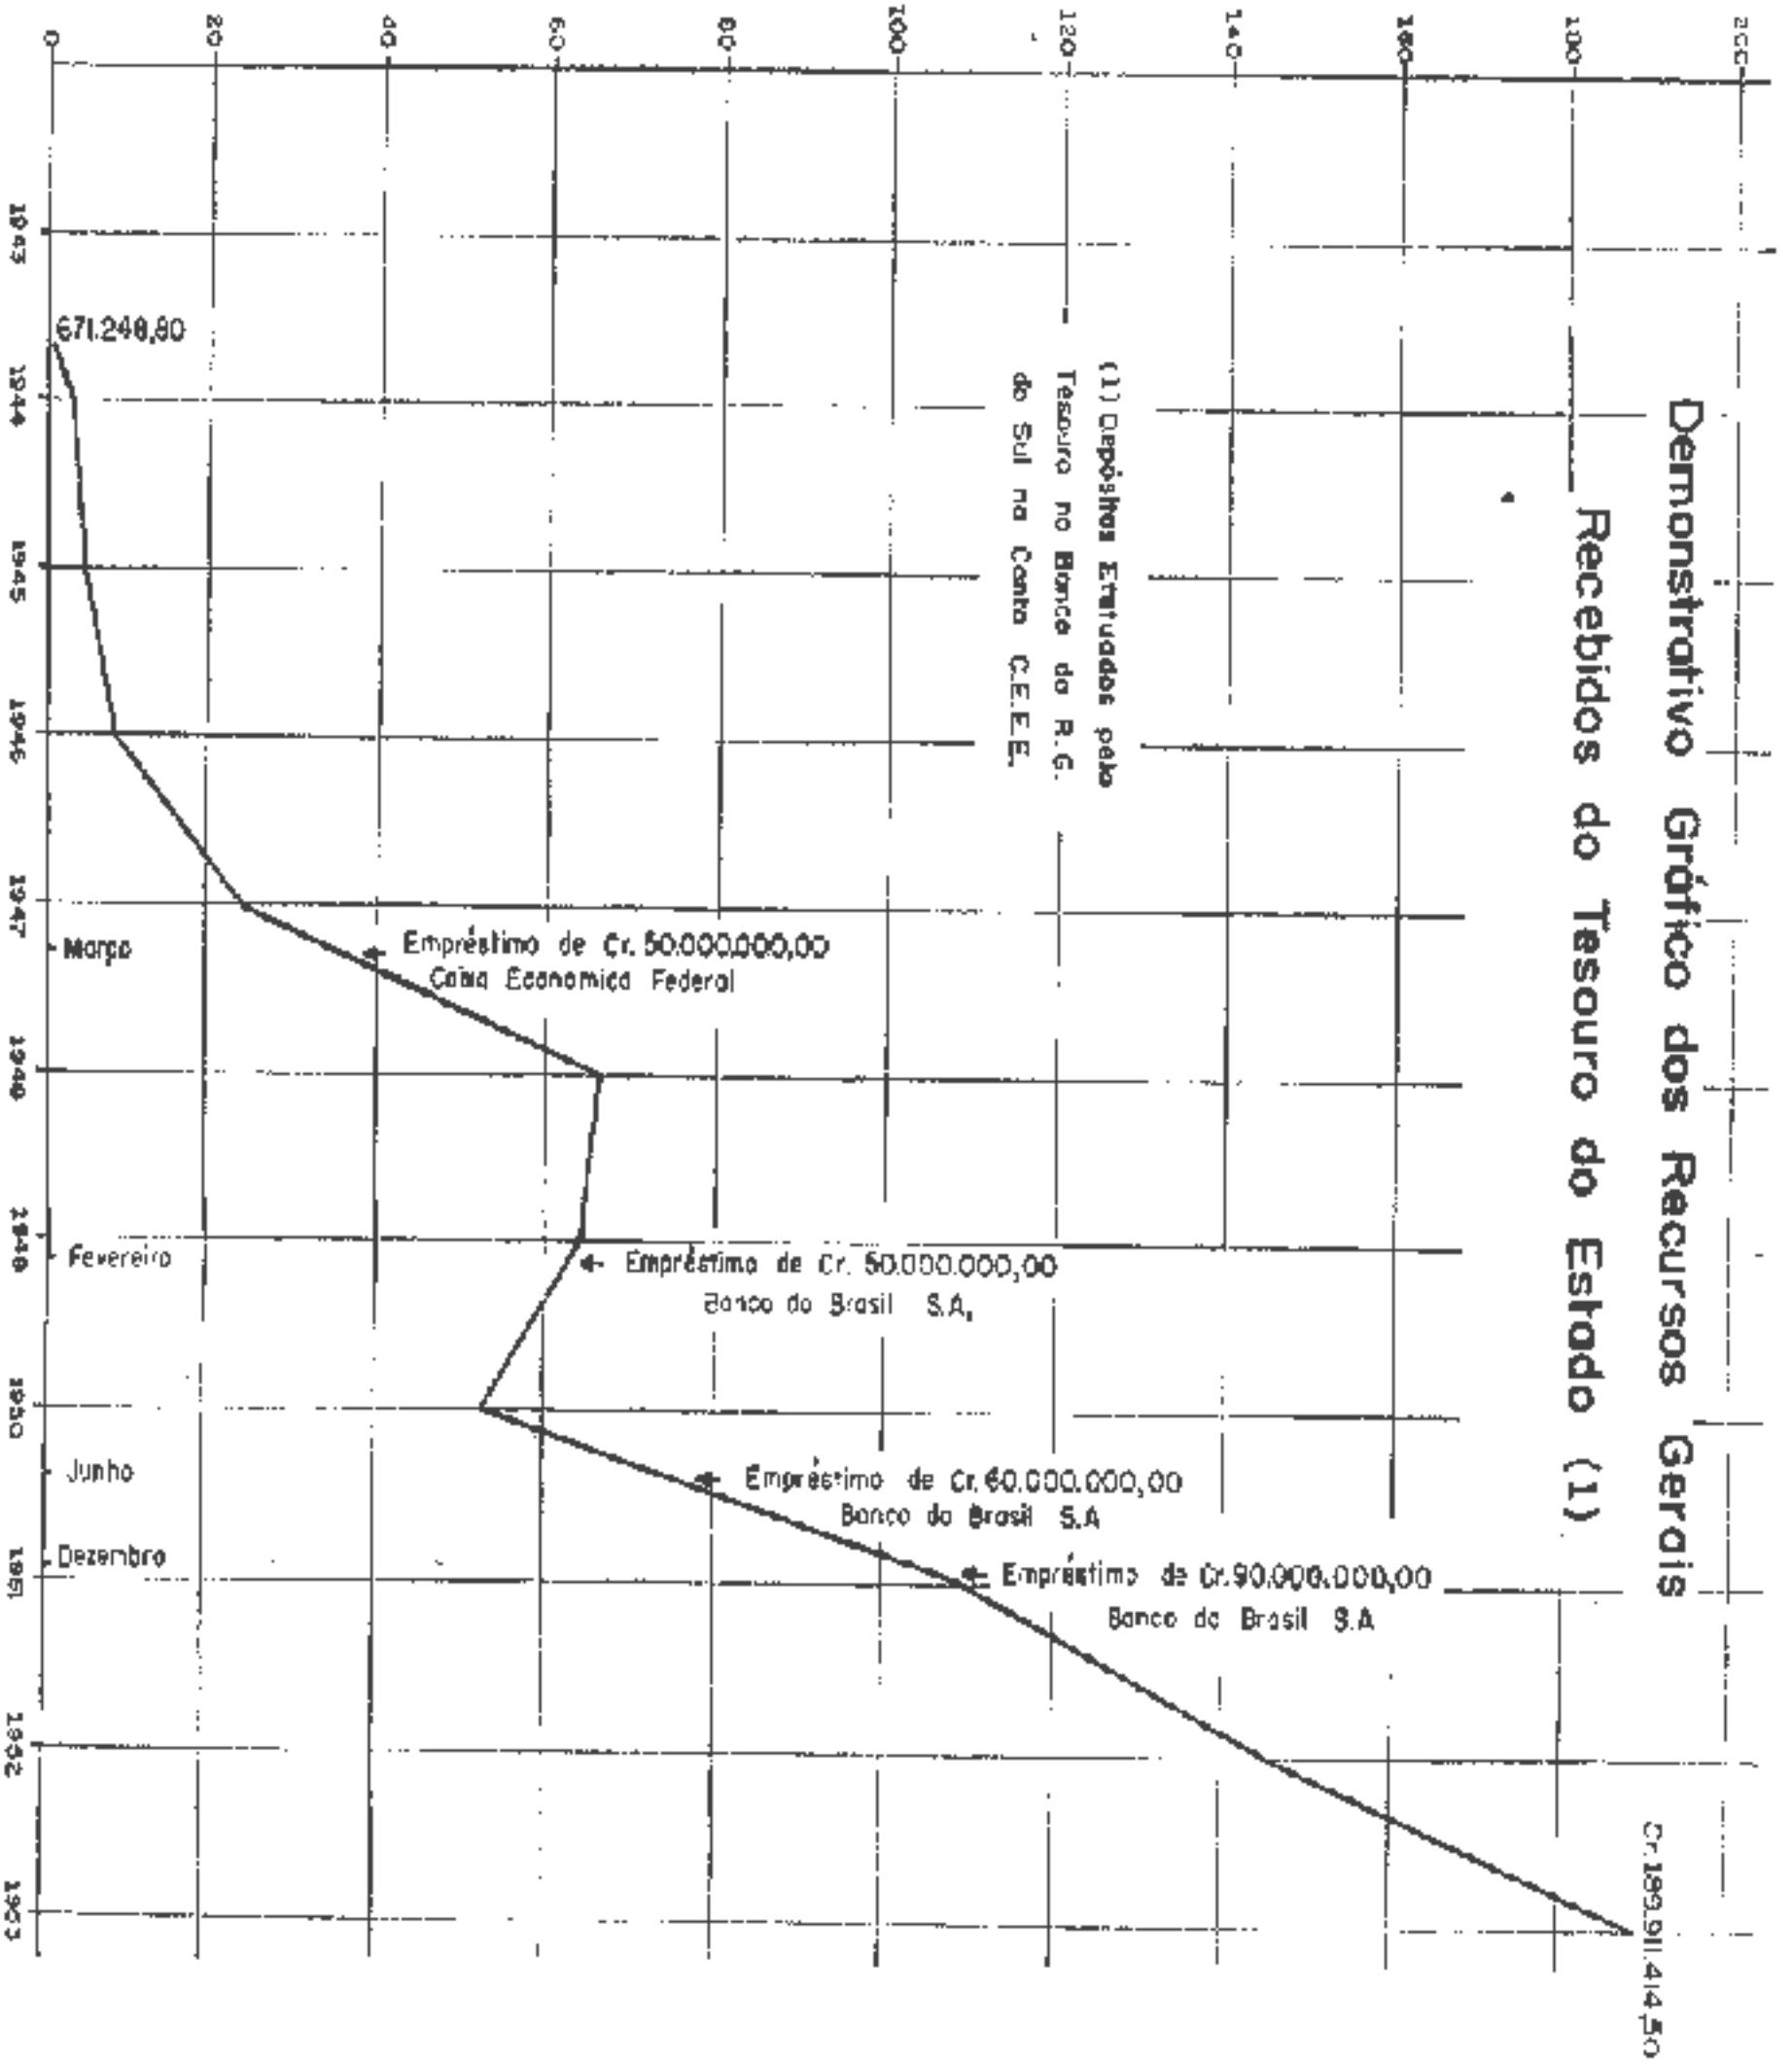 Demonstrativo Gráfico dos Recursos Gerais
Recebidos do Tesouro do Estado (1)
(1) Depósitos Efetuados pelo
Tesouro no Banco do R.G.
do Sul na Conta C.E.E.E.
200
180
160
140
120
100
80
60
40
20
0
1943
1944
1945
1946
1947
1948
1949
1950
1951
1952
1953
671.248,80
Março
Empréstimo de Cr. 50.000.000,00
Caixa Economica Federal
Fevereiro
Empréstimo de Cr. 50.000.000,00
Banco do Brasil S.A.
Junho
Empréstimo de Cr. 60.000.000,00
Banco do Brasil S.A
Dezembro
Empréstimo de Cr. 90.000.000,00
Banco do Brasil S.A
Cr. 189.911.414,50